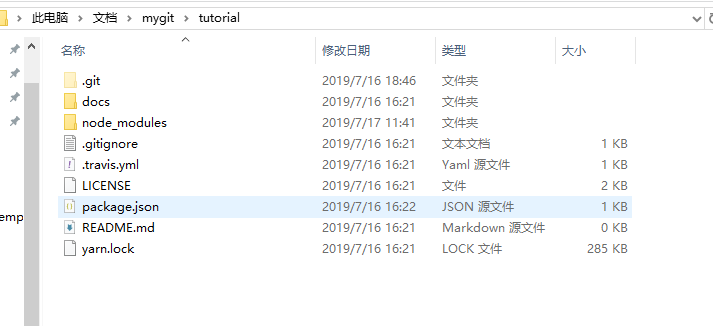 此电脑 > 文档 > mygit > tutorial
名称 修改日期 类型 大小
.git 2019/7/16 18:46 文件夹
docs 2019/7/16 16:21 文件夹
node_modules 2019/7/17 11:41 文件夹
.gitignore 2019/7/16 16:21 文本文档 1 KB
.travis.yml 2019/7/16 16:21 Yaml 源文件 1 KB
LICENSE 2019/7/16 16:21 文件 2 KB
package.json 2019/7/16 16:22 JSON 源文件 1 KB
emp
README.md 2019/7/16 16:21 Markdown 源文件 0 KB
yarn.lock 2019/7/16 16:21 LOCK 文件 285 KB